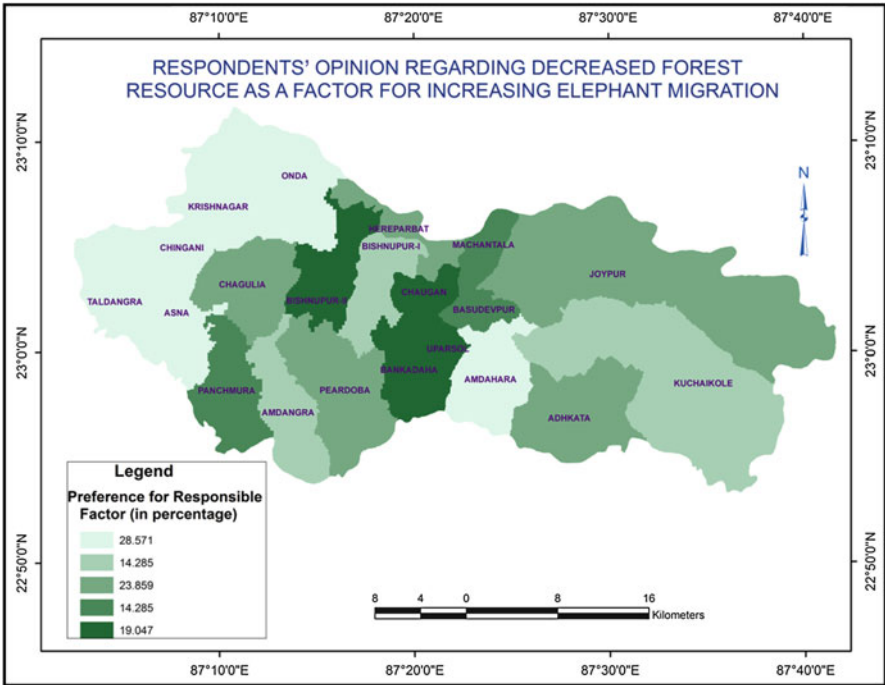 87°10'0"E 87°20'0"E 87°30'0"E 87°40'0"E
RESPONDENTS' OPINION REGARDING DECREASED FOREST
RESOURCE AS A FACTOR FOR INCREASING ELEPHANT MIGRATION
23°10'0"N
23°10'0"N
N
ONDA
KRISHNAGAR
HEREPARBAT
CHINGANI
BISHNUPUR-I
MACHANTALA
JOYPUR
CHAGULIA
TALDANGRA
BISHNUPUR-II
CHAUGAN
ASNA
BASUDEVPUR
23°0'0"N
23°0'0"N
UPARSOL
PANCHMURA
PEARDOBA
BANKADAHA
AMDAHARA
KUCHAIKOLE
AMDANGRA
ADHKATA
Legend
Preference for Responsible
Factor (in percentage)
28.571
14.285
23.859
14.285
19.047
22°50'0"N
22°50'0"N
8 4 0 8 16
Kilometers
87°10'0"E 87°20'0"E 87°30'0"E 87°40'0"E